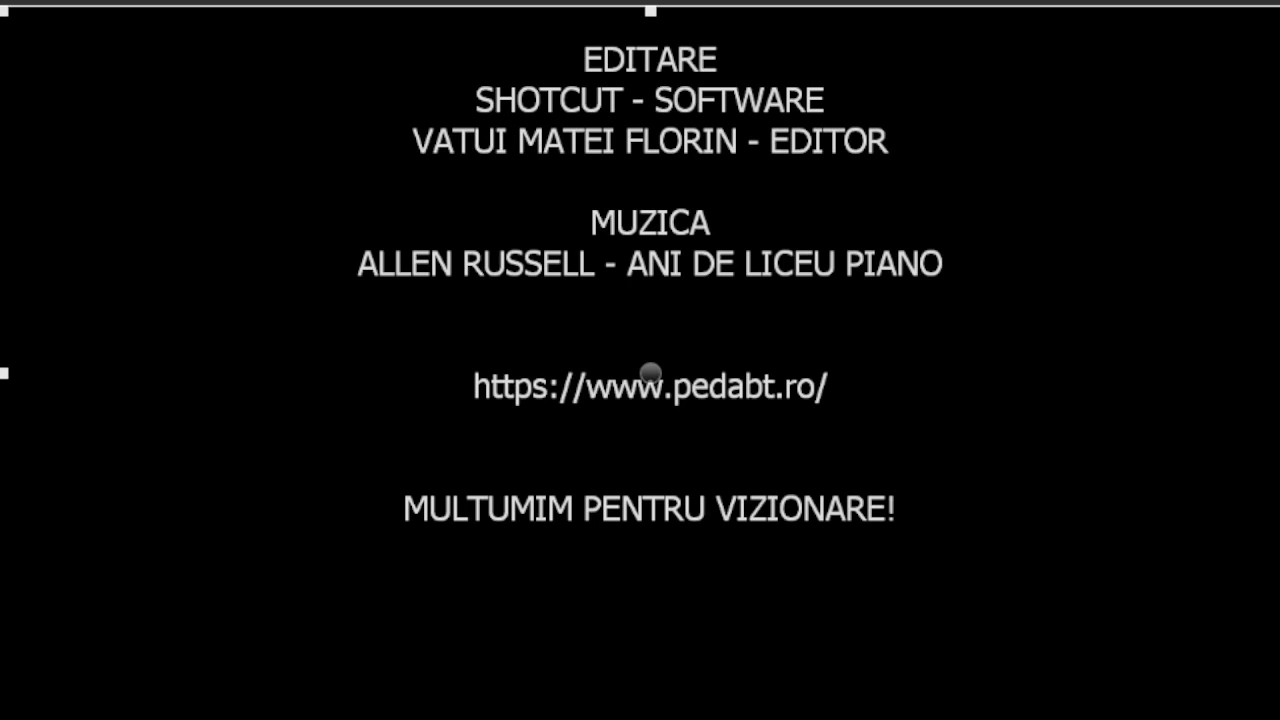 EDITARE
SHOTCUT - SOFTWARE
VATUI MATEI FLORIN - EDITOR
MUZICA
ALLEN RUSSELL - ANI DE LICEU PIANO
https://www.pedabt.ro/
MULTUMIM PENTRU VIZIONARE!